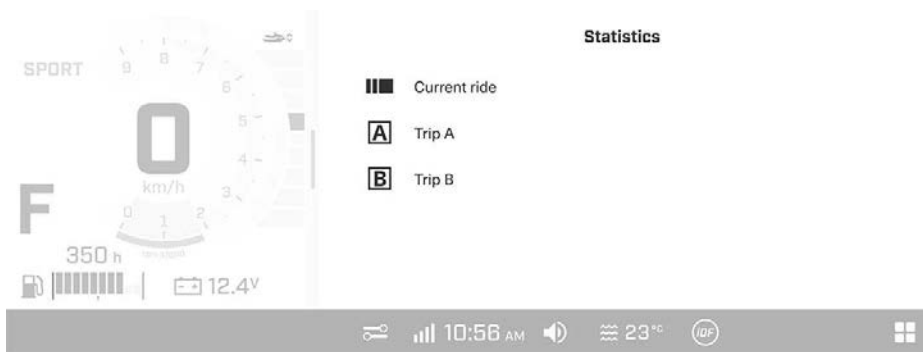 Statistics
SPORT
9 8 7
6
5
4
3
0 1 2
0
km/h
F
350 h
12.4V
Current ride
A Trip A
B Trip B
10:56 AM 23°C iDF